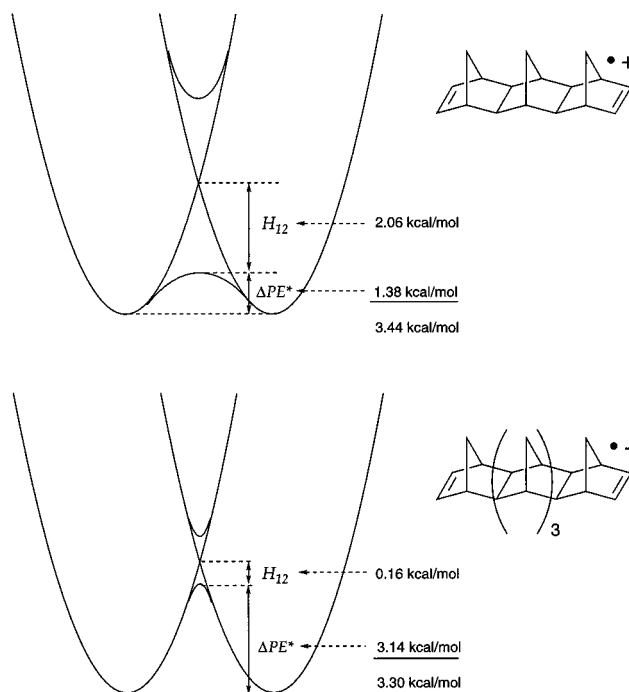 • +
H12
2.06 kcal/mol
ΔPE*
1.38 kcal/mol
3.44 kcal/mol
• -
3
H12
0.16 kcal/mol
ΔPE*
3.14 kcal/mol
3.30 kcal/mol